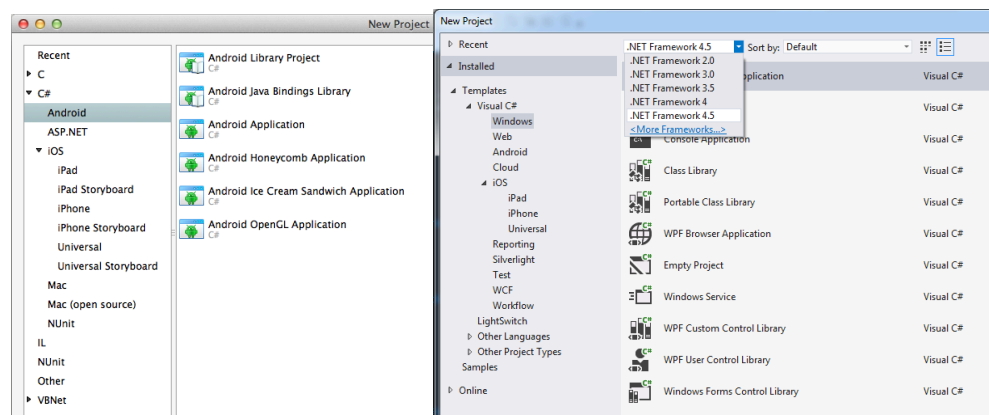 New Project
Recent
C
C#
Android
ASP.NET
iOS
iPad
iPad Storyboard
iPhone
iPhone Storyboard
Universal
Universal Storyboard
Mac
Mac (open source)
NUnit
IL
NUnit
Other
VBNet
Android Library Project
C#
Android Java Bindings Library
C#
Android Application
C#
Android Honeycomb Application
C#
Android Ice Cream Sandwich Application
C#
Android OpenGL Application
C#
New Project
Recent
Installed
Templates
Visual C#
Windows
Web
Android
Cloud
iOS
iPad
iPhone
Universal
Reporting
Silverlight
Test
WCF
Workflow
LightSwitch
Other Languages
Other Project Types
Samples
Online
.NET Framework 4.5 Sort by: Default
.NET Framework 2.0
.NET Framework 3.0
.NET Framework 3.5
.NET Framework 4
.NET Framework 4.5
<More Frameworks...>
Visual C#
Visual C#
Console Application Visual C#
Class Library Visual C#
Portable Class Library Visual C#
WPF Browser Application Visual C#
Empty Project Visual C#
Windows Service Visual C#
WPF Custom Control Library Visual C#
WPF User Control Library Visual C#
Windows Forms Control Library Visual C#